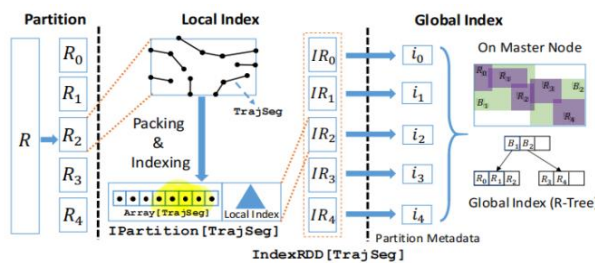 Partition
Local Index
Global Index
R
R0
R1
R2
R3
R4
TrajSeg
Packing
&
Indexing
Array[TrajSeg]
Local Index
IPartition[TrajSeg]
IR0
IR1
IR2
IR3
IR4
IndexRDD[TrajSeg]
i0
i1
i2
i3
i4
Partition Metadata
On Master Node
R0
R2
R3
R4
B2
B1 B2
R0 R1 R2
R3 R4
Global Index (R-Tree)